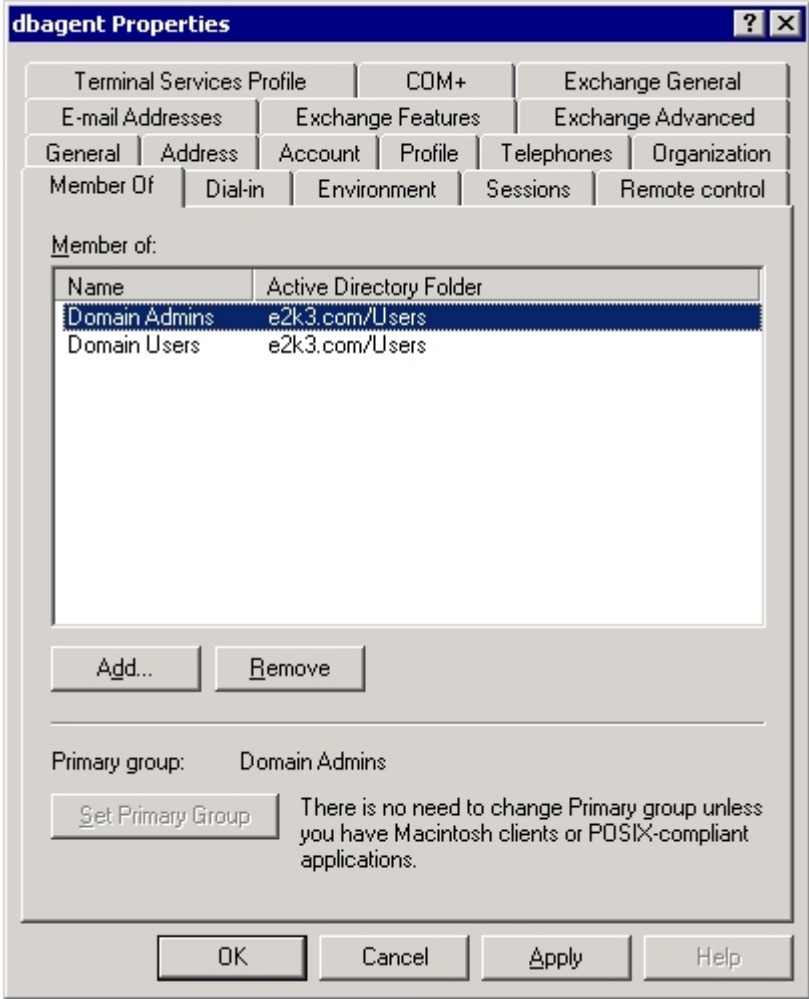 dbagent Properties
Terminal Services Profile COM+ Exchange General
E-mail Addresses Exchange Features Exchange Advanced
General Address Account Profile Telephones Organization
Member Of Dial-in Environment Sessions Remote control
Member of:
Name Active Directory Folder
Domain Admins e2k3.com/Users
Domain Users e2k3.com/Users
Add... Remove
Primary group: Domain Admins
Set Primary Group
There is no need to change Primary group unless
you have Macintosh clients or POSIX-compliant
applications.
OK Cancel Apply Help